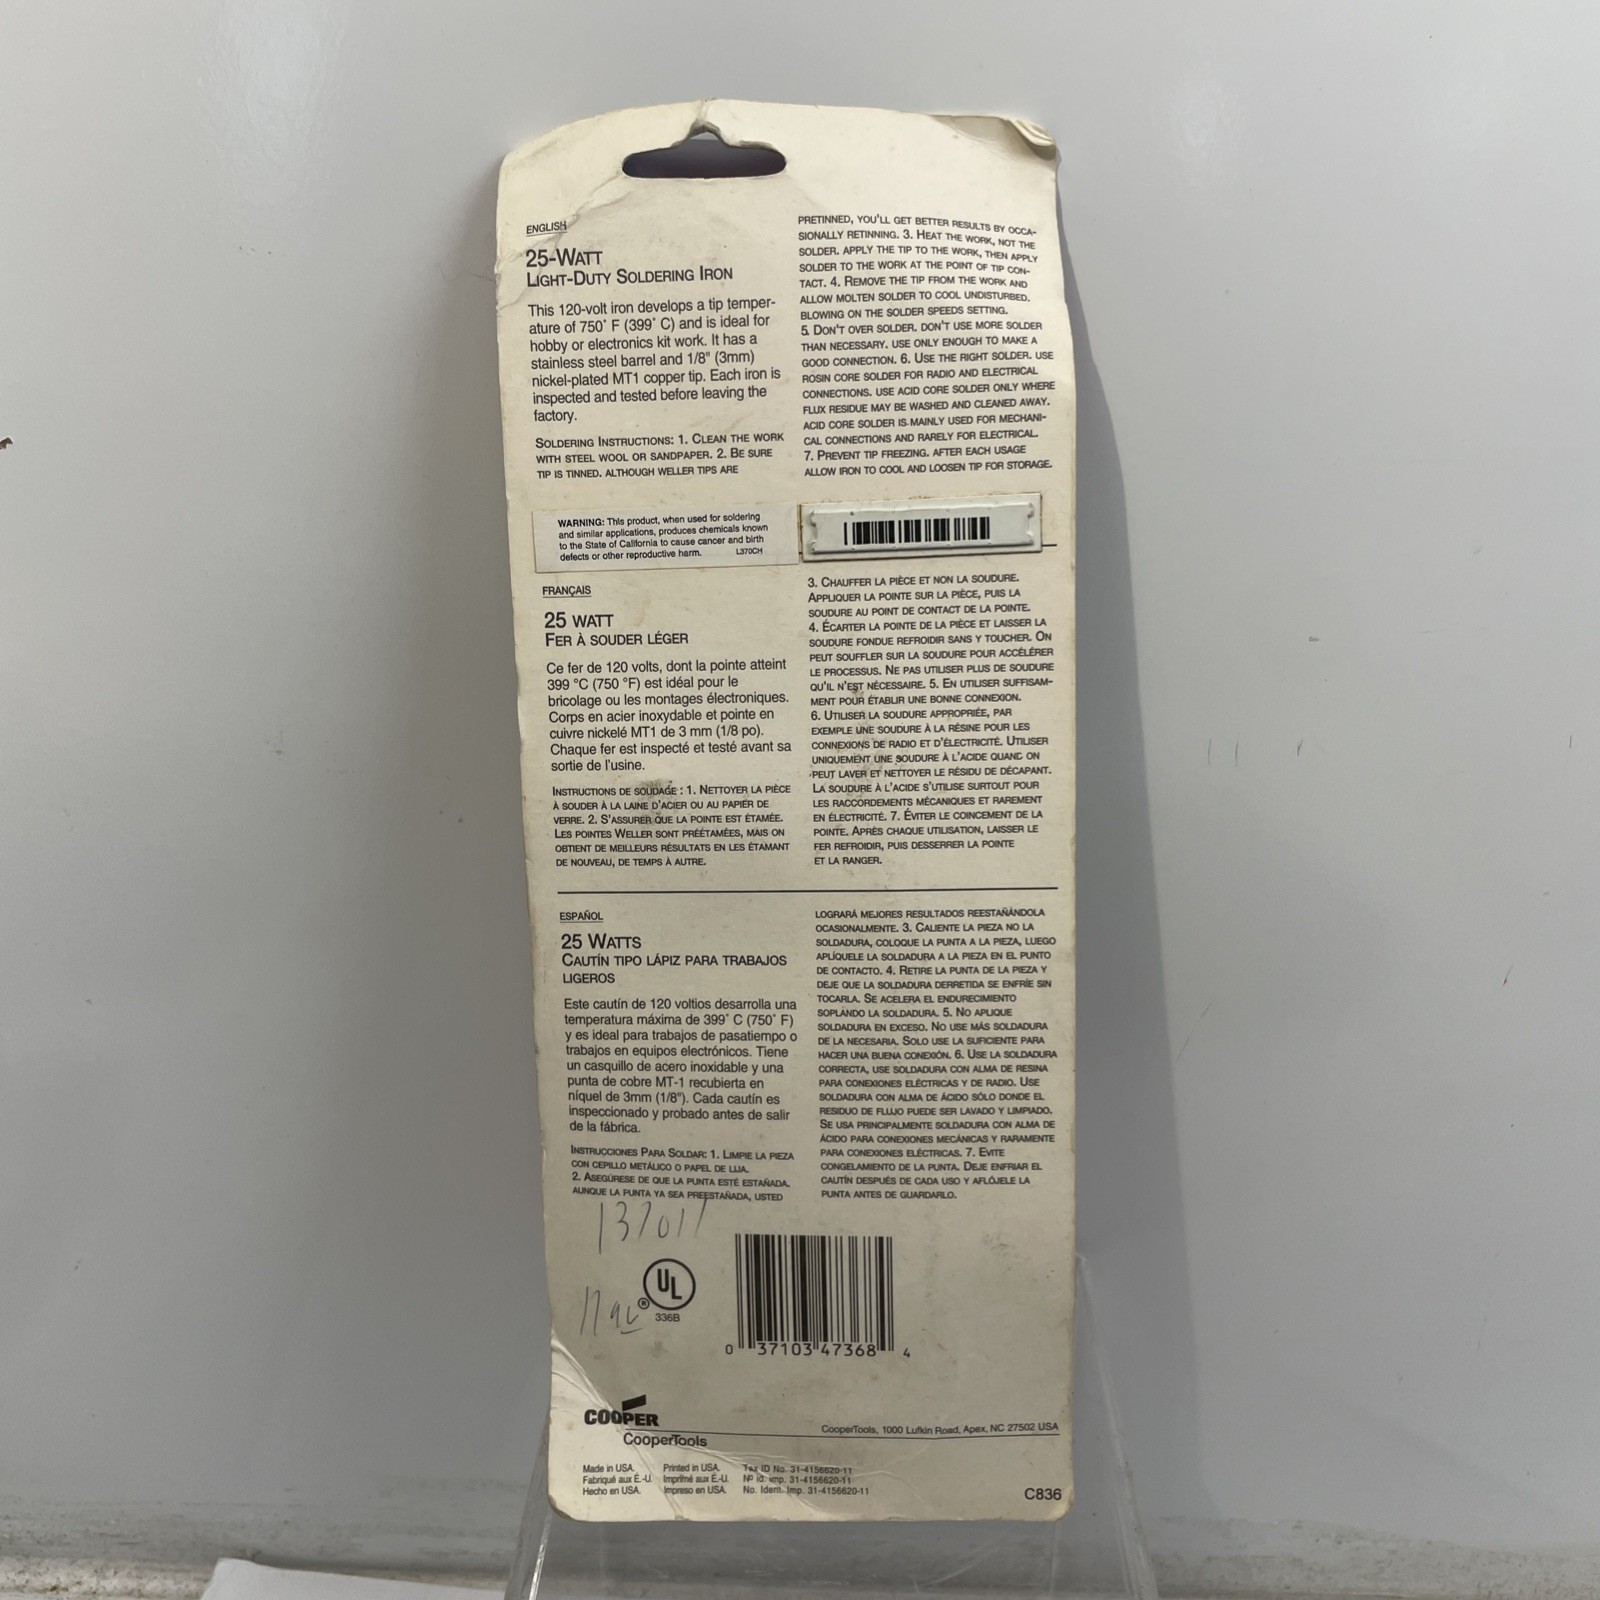 ENGLISH
25-WATT
LIGHT-DUTY SOLDERING IRON
This 120-volt iron develops a tip temper-
ature of 750° F (399° C) and is ideal for
hobby or electronics kit work. It has a
stainless steel barrel and 1/8" (3mm)
nickel-plated MT1 copper tip. Each iron is
inspected and tested before leaving the
factory.
SOLDERING INSTRUCTIONS: 1. CLEAN THE WORK
WITH STEEL WOOL OR SANDPAPER. 2. BE SURE
TIP IS TINNED. ALTHOUGH WELLER TIPS ARE
PRETINNED, YOU'LL GET BETTER RESULTS BY OCCA-
SIONALLY RETINNING. 3. HEAT THE WORK, NOT THE
SOLDER. APPLY THE TIP TO THE WORK, THEN APPLY
SOLDER TO THE WORK AT THE POINT OF TIP CON-
TACT. 4. REMOVE THE TIP FROM THE WORK AND
ALLOW MOLTEN SOLDER TO COOL UNDISTURBED.
BLOWING ON THE SOLDER SPEEDS SETTING.
5. DON'T OVER SOLDER. DON'T USE MORE SOLDER
THAN NECESSARY. USE ONLY ENOUGH TO MAKE A
GOOD CONNECTION. 6. USE THE RIGHT SOLDER. USE
ROSIN CORE SOLDER FOR RADIO AND ELECTRICAL
CONNECTIONS. USE ACID CORE SOLDER ONLY WHERE
FLUX RESIDUE MAY BE WASHED AND CLEANED AWAY.
ACID CORE SOLDER IS MAINLY USED FOR MECHANI-
CAL CONNECTIONS AND RARELY FOR ELECTRICAL.
7. PREVENT TIP FREEZING. AFTER EACH USAGE
ALLOW IRON TO COOL AND LOOSEN TIP FOR STORAGE.
WARNING: This product, when used for soldering
and similar applications, produces chemicals known
to the State of California to cause cancer and birth
defects or other reproductive harm. L370CH
FRANÇAIS
25 WATT
FER À SOUDER LÉGER
Ce fer de 120 volts, dont la pointe atteint
399 °C (750 °F) est idéal pour le
bricolage ou les montages électroniques.
Corps en acier inoxydable et pointe en
cuivre nickelé MT1 de 3 mm (1/8 po).
Chaque fer est inspecté et testé avant sa
sortie de l'usine.
INSTRUCTIONS DE SOUDAGE : 1. NETTOYER LA PIÈCE
À SOUDER À LA LAINE D'ACIER OU AU PAPIER DE
VERRE. 2. S'ASSURER QUE LA POINTE EST ÉTAMÉE.
LES POINTES WELLER SONT PRÉÉTAMÉES, MAIS ON
OBTIENT DE MEILLEURS RÉSULTATS EN LES ÉTAMANT
DE NOUVEAU, DE TEMPS À AUTRE.
3. CHAUFFER LA PIÈCE ET NON LA SOUDURE.
APPLIQUER LA POINTE SUR LA PIÈCE, PUIS LA
SOUDURE AU POINT DE CONTACT DE LA POINTE.
4. ÉCARTER LA POINTE DE LA PIÈCE ET LAISSER LA
SOUDURE FONDUE REFROIDIR SANS Y TOUCHER. ON
PEUT SOUFFLER SUR LA SOUDURE POUR ACCÉLÉRER
LE PROCESSUS. NE PAS UTILISER PLUS DE SOUDURE
QU'IL N'EST NÉCESSAIRE. 5. EN UTILISER SUFFISAM-
MENT POUR ÉTABLIR UNE BONNE CONNEXION.
6. UTILISER LA SOUDURE APPROPRIÉE, PAR
EXEMPLE UNE SOUDURE À LA RÉSINE POUR LES
CONNEXIONS DE RADIO ET D'ÉLECTRICITÉ. UTILISER
UNIQUEMENT UNE SOUDURE À L'ACIDE QUAND ON
PEUT LAVER ET NETTOYER LE RÉSIDU DE DÉCAPANT.
LA SOUDURE À L'ACIDE S'UTILISE SURTOUT POUR
LES RACCORDEMENTS MÉCANIQUES ET RAREMENT
EN ÉLECTRICITÉ. 7. ÉVITER LE COINCEMENT DE LA
POINTE. APRÈS CHAQUE UTILISATION, LAISSER LE
FER REFROIDIR, PUIS DESSERRER LA POINTE
ET LA RANGER.
ESPAÑOL
25 WATTS
CAUTÍN TIPO LÁPIZ PARA TRABAJOS
LIGEROS
Este cautín de 120 voltios desarrolla una
temperatura máxima de 399° C (750° F)
y es ideal para trabajos de pasatiempo o
trabajos en equipos electrónicos. Tiene
un casquillo de acero inoxidable y una
punta de cobre MT-1 recubierta en
níquel de 3mm (1/8"). Cada cautín es
inspeccionado y probado antes de salir
de la fábrica.
INSTRUCCIONES PARA SOLDAR: 1. LIMPIE LA PIEZA
CON CEPILLO METÁLICO O PAPEL DE LIJA.
2. ASEGÚRESE DE QUE LA PUNTA ESTÉ ESTAÑADA.
AUNQUE LA PUNTA YA SEA PREESTAÑADA, USTED
LOGRARÁ MEJORES RESULTADOS REESTAÑÁNDOLA
OCASIONALMENTE. 3. CALIENTE LA PIEZA NO LA
SOLDADURA, COLOQUE LA PUNTA A LA PIEZA, LUEGO
APLÍQUELE LA SOLDADURA A LA PIEZA EN EL PUNTO
DE CONTACTO. 4. RETIRE LA PUNTA DE LA PIEZA Y
DEJE QUE LA SOLDADURA DERRETIDA SE ENFRÍE SIN
TOCARLA. SE ACELERA EL ENDURECIMIENTO
SOPLANDO LA SOLDADURA. 5. NO APLIQUE
SOLDADURA EN EXCESO. NO USE MÁS SOLDADURA
DE LA NECESARIA. SOLO USE LA SUFICIENTE PARA
HACER UNA BUENA CONEXIÓN. 6. USE LA SOLDADURA
CORRECTA, USE SOLDADURA CON ALMA DE RESINA
PARA CONEXIONES ELÉCTRICAS Y DE RADIO. USE
SOLDADURA CON ALMA DE ÁCIDO SÓLO DONDE EL
RESIDUO DE FLUJO PUEDE SER LAVADO Y LIMPIADO.
SE USA PRINCIPALMENTE SOLDADURA CON ALMA DE
ÁCIDO PARA CONEXIONES MECÁNICAS Y RARAMENTE
PARA CONEXIONES ELÉCTRICAS. 7. EVITE
CONGELAMIENTO DE LA PUNTA. DEJE ENFRIAR EL
CAUTÍN DESPUÉS DE CADA USO Y AFLÓJELE LA
PUNTA ANTES DE GUARDARLO.
137017
UL ®
336B
0 37103 47368 4
COOPER
CooperTools
CooperTools, 1000 Lufkin Road, Apex, NC 27502 USA
Made in USA. Printed in USA. Tax ID No. 31-4156620-11
Fabriqué aux É.-U. Imprimé aux É.-U. Nº id. imp. 31-4156620-11
Hecho en USA. Impreso en USA. No. Ident. Imp. 31-4156620-11
C836